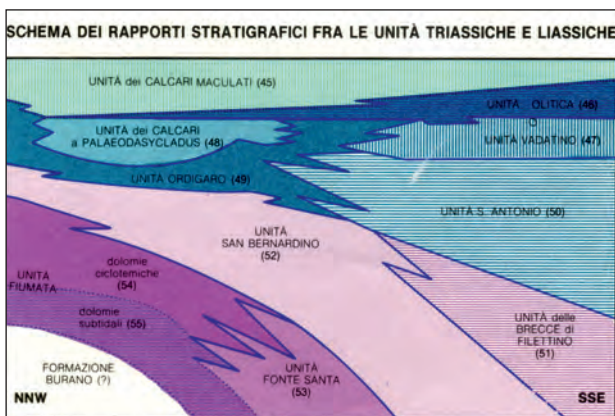 SCHEMA DEI RAPPORTI STRATIGRAFICI FRA LE UNITÀ TRIASSICHE E LIASSICHE
UNITÀ dei CALCARI MACULATI (45)
UNITÀ OLITICA (46)
O
UNITÀ VADATINO (47)
UNITÀ dei CALCARI
a PALAEODASYCLADUS
(48)
UNITÀ ORDIGARO (49)
UNITÀ S. ANTONIO (50)
UNITÀ
SAN BERNARDINO
(52)
dolomie
ciclotemiche
(54)
UNITÀ
FIUMATA
dolomie
subtidali (55)
UNITÀ delle
BRECCE di
FILETTINO
(51)
UNITÀ
FONTE SANTA
(53)
FORMAZIONE
BURANO (?)
NNW
SSE